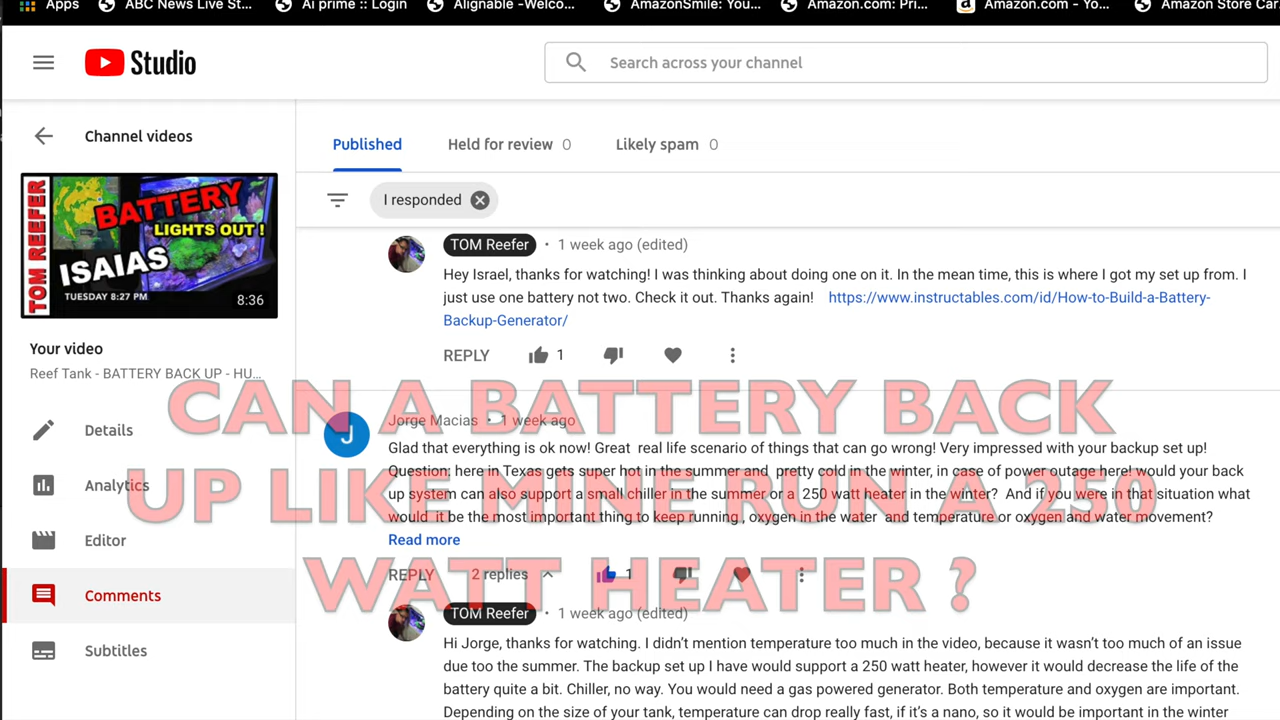 Apps ABC News Live St... Ai prime :: Login Alignable -Welco... AmazonSmile: You... Amazon.com: Pri... Amazon.com - Yo... Amazon Store Car
Studio
Search across your channel
Channel videos
Published Held for review 0 Likely spam 0
I responded
TOM REEFER
BATTERY
LIGHTS OUT !
ISAIAS
TUESDAY 8:27 PM
8:36
Your video
Reef Tank - BATTERY BACK UP - HU...
Details
Analytics
Editor
Comments
Subtitles
TOM Reefer • 1 week ago (edited)
Hey Israel, thanks for watching! I was thinking about doing one on it. In the mean time, this is where I got my set up from. I
just use one battery not two. Check it out. Thanks again! https://www.instructables.com/id/How-to-Build-a-Battery-
Backup-Generator/
REPLY 1
CAN A BATTERY BACK
UP LIKE MINE RUN A 250
WATT HEATER ?
J
Jorge Macias • 1 week ago
Glad that everything is ok now! Great real life scenario of things that can go wrong! Very impressed with your backup set up!
Question; here in Texas gets super hot in the summer and pretty cold in the winter, in case of power outage here! would your back
up system can also support a small chiller in the summer or a 250 watt heater in the winter? And if you were in that situation what
would it be the most important thing to keep running , oxygen in the water and temperature or oxygen and water movement?
Read more
REPLY 2 replies 1
TOM Reefer • 1 week ago (edited)
Hi Jorge, thanks for watching. I didn't mention temperature too much in the video, because it wasn't too much of an issue
due too the summer. The backup set up I have would support a 250 watt heater, however it would decrease the life of the
battery quite a bit. Chiller, no way. You would need a gas powered generator. Both temperature and oxygen are important.
Depending on the size of your tank, temperature can drop really fast, if it's a nano, so it would be important in the winter